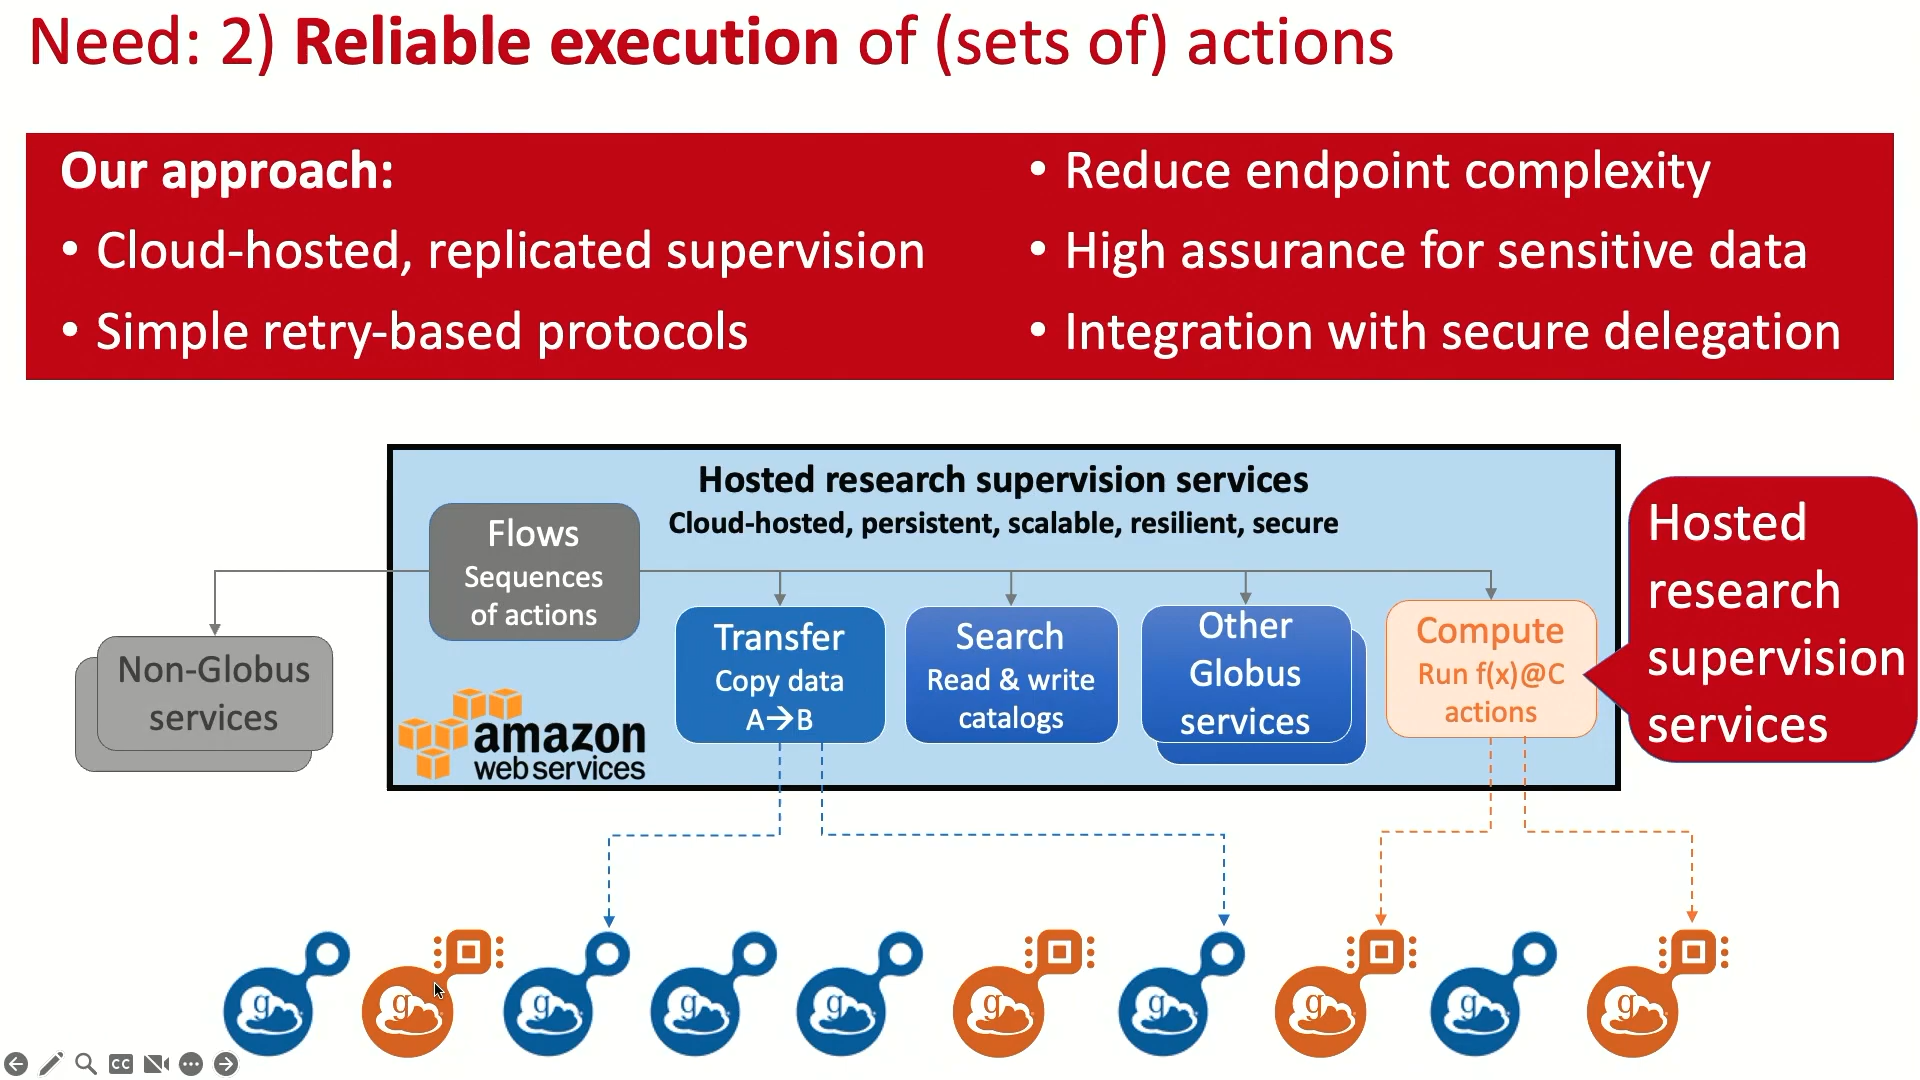 Need: 2) Reliable execution of (sets of) actions
Our approach:
• Cloud-hosted, replicated supervision
• Simple retry-based protocols
• Reduce endpoint complexity
• High assurance for sensitive data
• Integration with secure delegation
Hosted research supervision services
Cloud-hosted, persistent, scalable, resilient, secure
Flows
Sequences
of actions
Non-Globus
services
amazon
web services
Transfer
Copy data
A→B
Search
Read & write
catalogs
Other
Globus
services
Compute
Run f(x)@C
actions
Hosted
research
supervision
services
g
g
g
g
g
g
g
g
g
g
CC